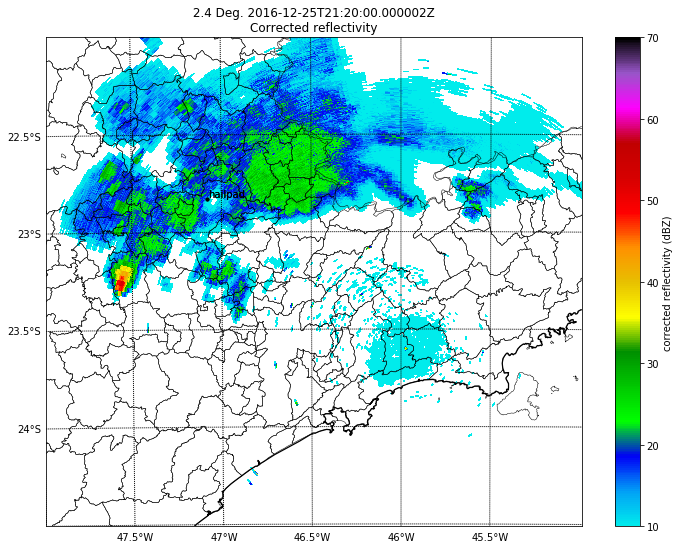 2.4 Deg. 2016-12-25T21:20:00.000002Z
Corrected reflectivity
22.5°S
23°S
23.5°S
24°S
47.5°W
47°W
46.5°W
46°W
45.5°W
hailpad
70
60
50
40
30
20
10
corrected reflectivity (dBZ)